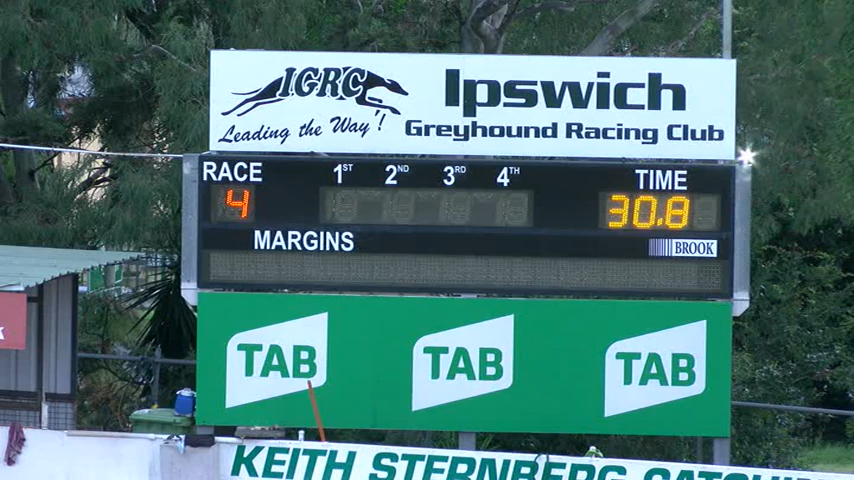 IGRC
Leading the Way!
Ipswich
Greyhound Racing Club
RACE 1ST 2ND 3RD 4TH TIME
4 30.8
MARGINS BROOK
TAB TAB TAB
k
KEITH STERNBERG CATCHIN